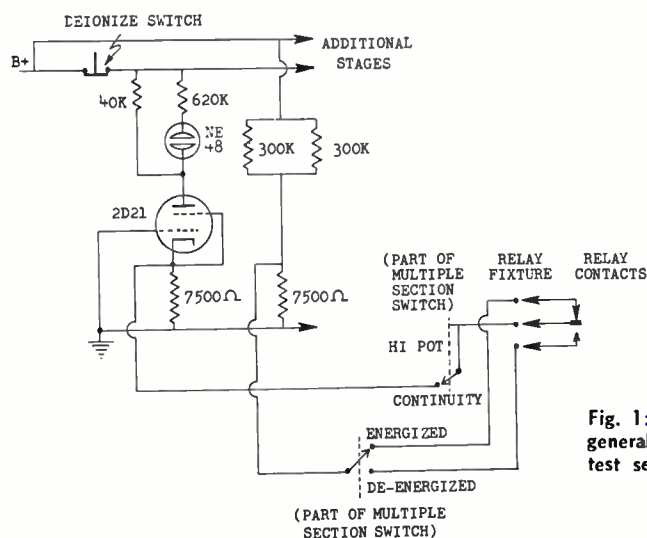 DEIONIZE SWITCH
B+
ADDITIONAL
STAGES
40K
620K
NE
48
300K
300K
2D21
7500Ω
7500Ω
(PART OF
MULTIPLE
SECTION
SWITCH)
RELAY
FIXTURE
RELAY
CONTACTS
HI POT
CONTINUITY
ENERGIZED
DE-ENERGIZED
(PART OF MULTIPLE
SECTION SWITCH)
Fig. 1:
general
test se